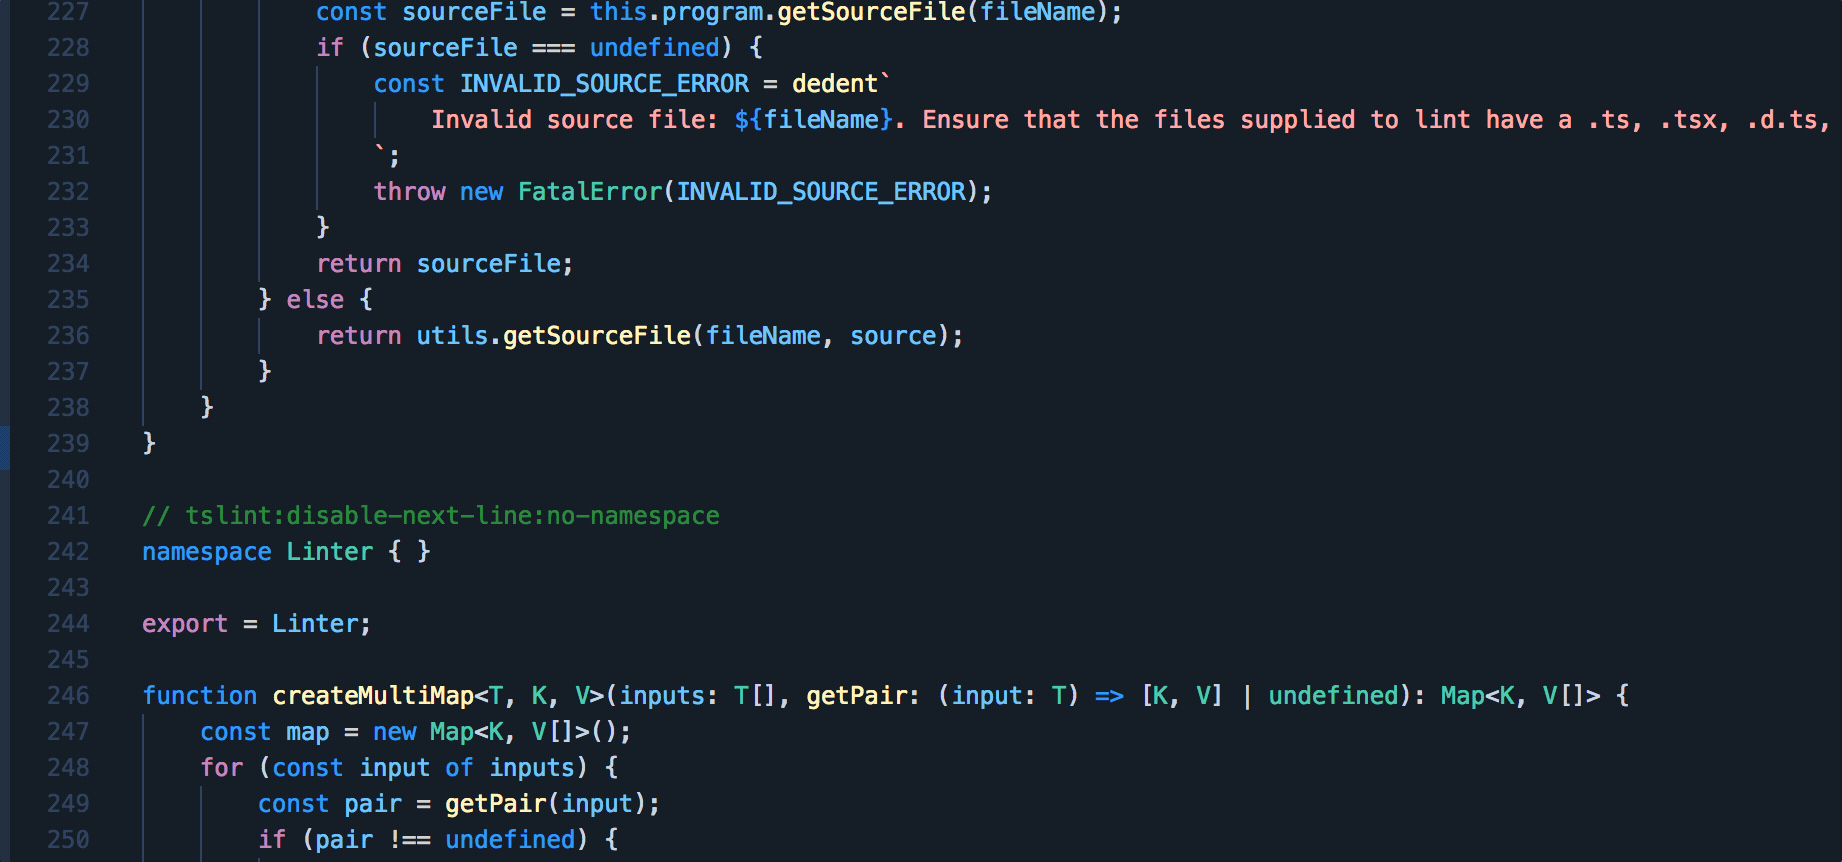 227 const sourceFile = this.program.getSourceFile(fileName);
228 if (sourceFile === undefined) {
229 const INVALID_SOURCE_ERROR = dedent`
230 Invalid source file: ${fileName}. Ensure that the files supplied to lint have a .ts, .tsx, .d.ts,
231 `;
232 throw new FatalError(INVALID_SOURCE_ERROR);
233 }
234 return sourceFile;
235 } else {
236 return utils.getSourceFile(fileName, source);
237 }
238 }
239 }
240
241 // tslint:disable-next-line:no-namespace
242 namespace Linter { }
243
244 export = Linter;
245
246 function createMultiMap<T, K, V>(inputs: T[], getPair: (input: T) => [K, V] | undefined): Map<K, V[]> {
247 const map = new Map<K, V[]>();
248 for (const input of inputs) {
249 const pair = getPair(input);
250 if (pair !== undefined) {